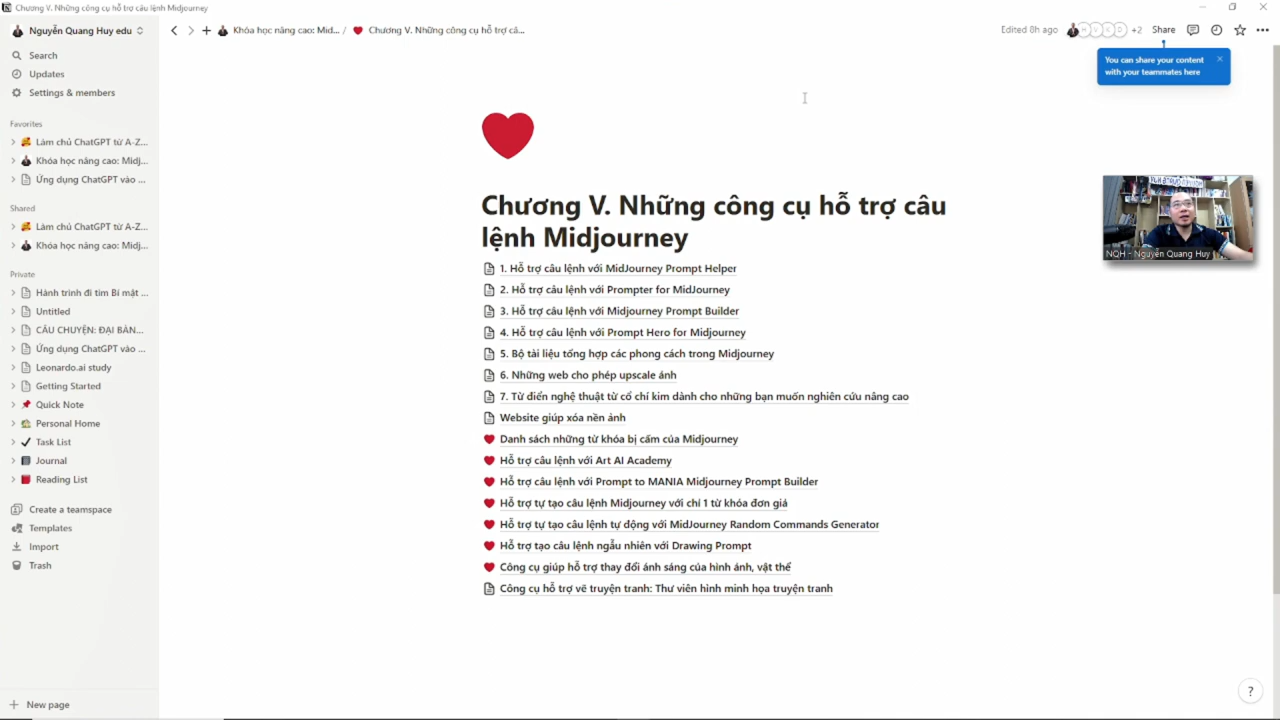 Chương V. Những công cụ hỗ trợ câu lệnh Midjourney
Nguyễn Quang Huy edu
Khóa học nâng cao: Mid... /
Chương V. Những công cụ hỗ trợ câ...
Edited 8h ago
+2
Share
You can share your content
with your teammates here
Search
Updates
Settings & members
Favorites
Làm chủ ChatGPT từ A-Z...
Khóa học nâng cao: Midj...
Ứng dụng ChatGPT vào ...
Shared
Làm chủ ChatGPT từ A-Z...
Khóa học nâng cao: Midj...
Private
Hành trình đi tìm Bí mật ...
Untitled
CÂU CHUYỆN: ĐẠI BÀN...
Ứng dụng ChatGPT vào ...
Leonardo.ai study
Getting Started
Quick Note
Personal Home
Task List
Journal
Reading List
Create a teamspace
Templates
Import
Trash
New page
Chương V. Những công cụ hỗ trợ câu
lệnh Midjourney
1. Hỗ trợ câu lệnh với MidJourney Prompt Helper
2. Hỗ trợ câu lệnh với Prompter for MidJourney
3. Hỗ trợ câu lệnh với Midjourney Prompt Builder
4. Hỗ trợ câu lệnh với Prompt Hero for Midjourney
5. Bộ tài liệu tổng hợp các phong cách trong Midjourney
6. Những web cho phép upscale ảnh
7. Từ điển nghệ thuật từ cổ chí kim dành cho những bạn muốn nghiên cứu nâng cao
Website giúp xóa nền ảnh
Danh sách những từ khóa bị cấm của Midjourney
Hỗ trợ câu lệnh với Art AI Academy
Hỗ trợ câu lệnh với Prompt to MANIA Midjourney Prompt Builder
Hỗ trợ tự tạo câu lệnh Midjourney với chỉ 1 từ khóa đơn giả
Hỗ trợ tự tạo câu lệnh tự động với MidJourney Random Commands Generator
Hỗ trợ tạo câu lệnh ngẫu nhiên với Drawing Prompt
Công cụ giúp hỗ trợ thay đổi ánh sáng của hình ảnh, vật thể
Công cụ hỗ trợ vẽ truyện tranh: Thư viện hình minh họa truyện tranh
NQH - Nguyễn Quang Huy
?